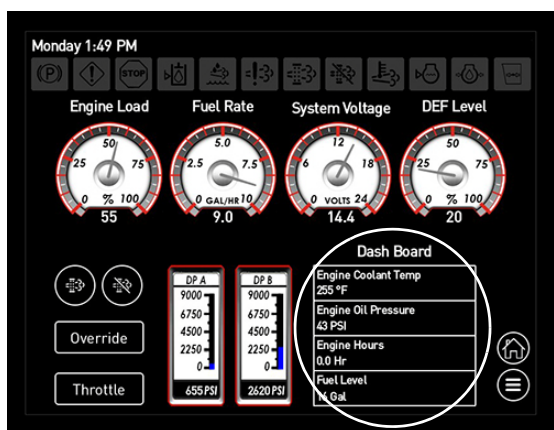 Monday 1:49 PM
(P) ! STOP
Engine Load Fuel Rate System Voltage DEF Level
50 5.0 12 50
25 75 2.5 7.5 6 18 25 75
0 % 100 0 GAL/HR 10 0 VOLTS 24 0 % 100
55 9.0 14.4 20
Dash Board
Engine Coolant Temp
255 °F
Engine Oil Pressure
43 PSI
Engine Hours
0.0 Hr
Fuel Level
16 Gal
DP A
9000
6750
4500
2250
0
655 PSI
DP B
9000
6750
4500
2250
0
2620 PSI
Override
Throttle